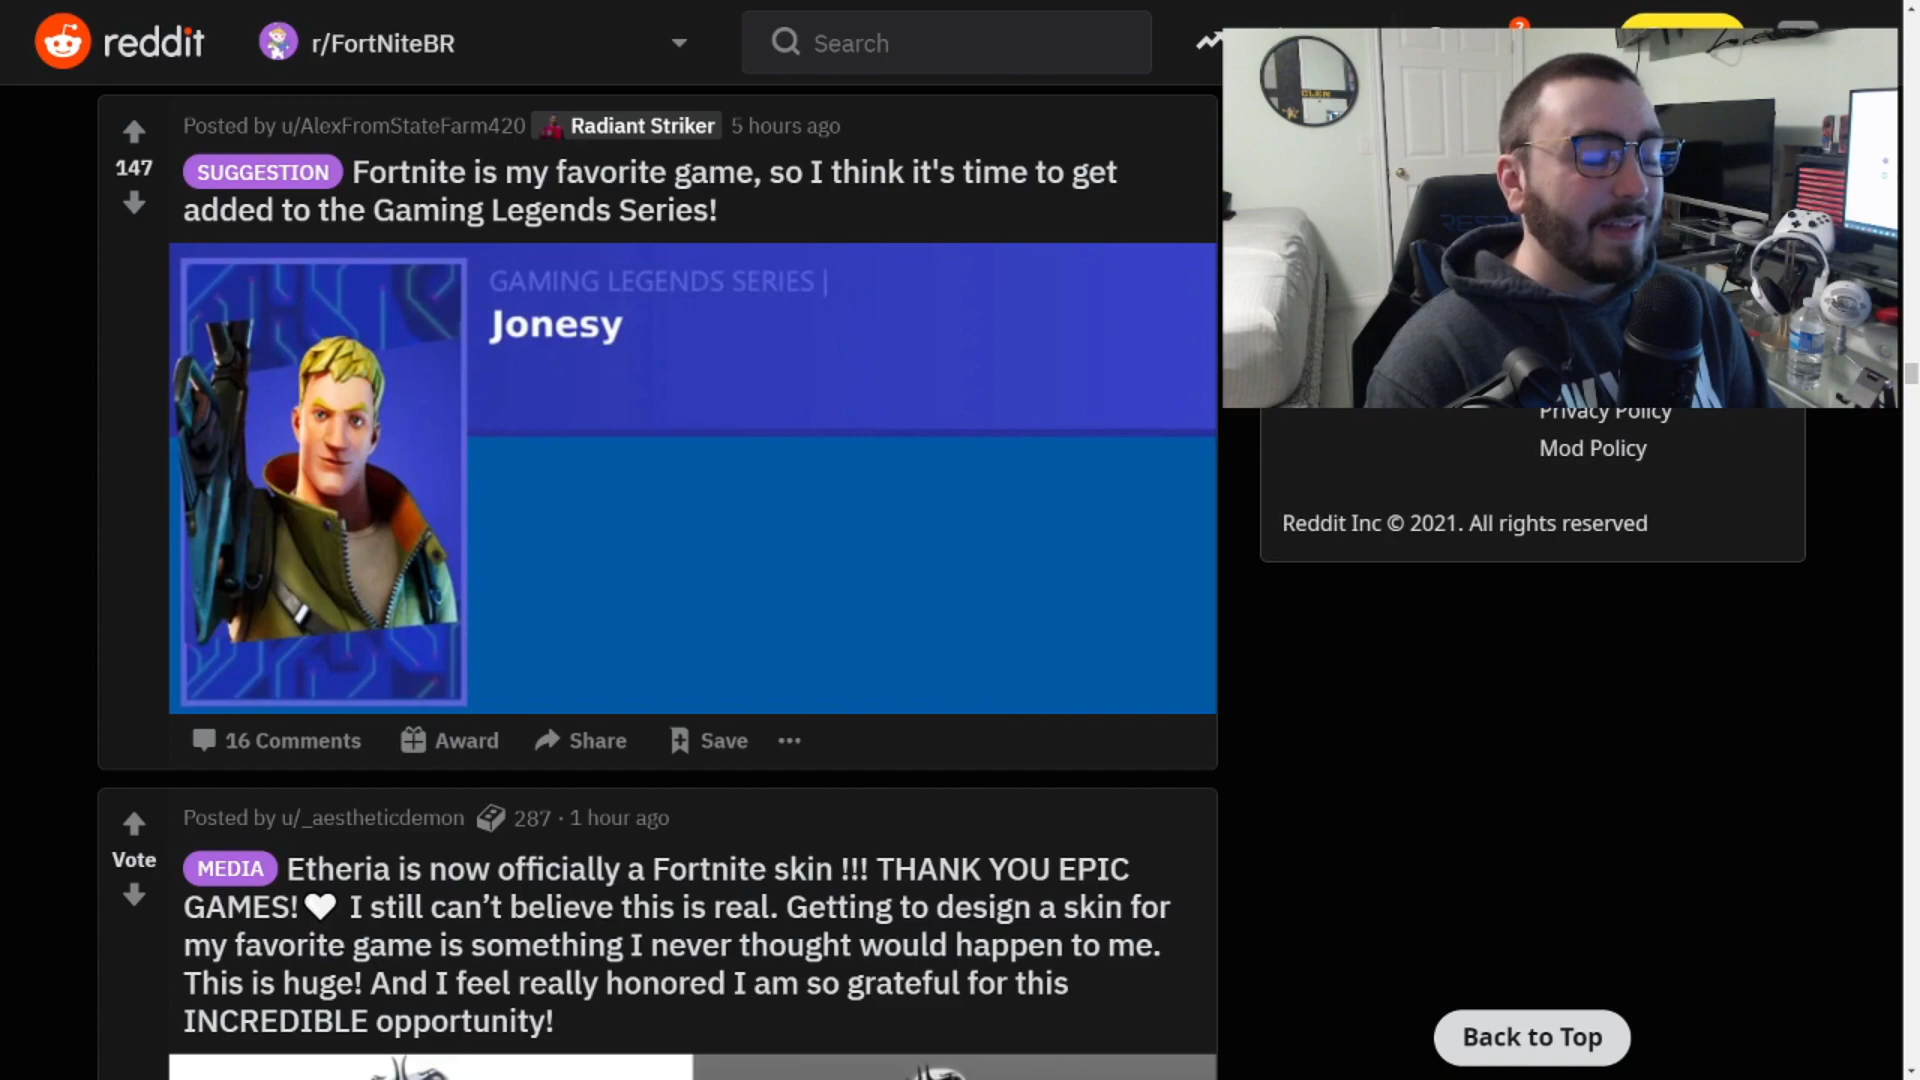 reddit
r/FortNiteBR
Search
2
Posted by u/AlexFromStateFarm420 Radiant Striker 5 hours ago
147
SUGGESTION Fortnite is my favorite game, so I think it's time to get
added to the Gaming Legends Series!
GAMING LEGENDS SERIES |
Jonesy
16 Comments
Award
Share
Save
Privacy Policy
Mod Policy
Reddit Inc © 2021. All rights reserved
Posted by u/_aestheticdemon 287 · 1 hour ago
Vote
MEDIA Etheria is now officially a Fortnite skin !!! THANK YOU EPIC
GAMES!🤍 I still can’t believe this is real. Getting to design a skin for
my favorite game is something I never thought would happen to me.
This is huge! And I feel really honored I am so grateful for this
INCREDIBLE opportunity!
Back to Top